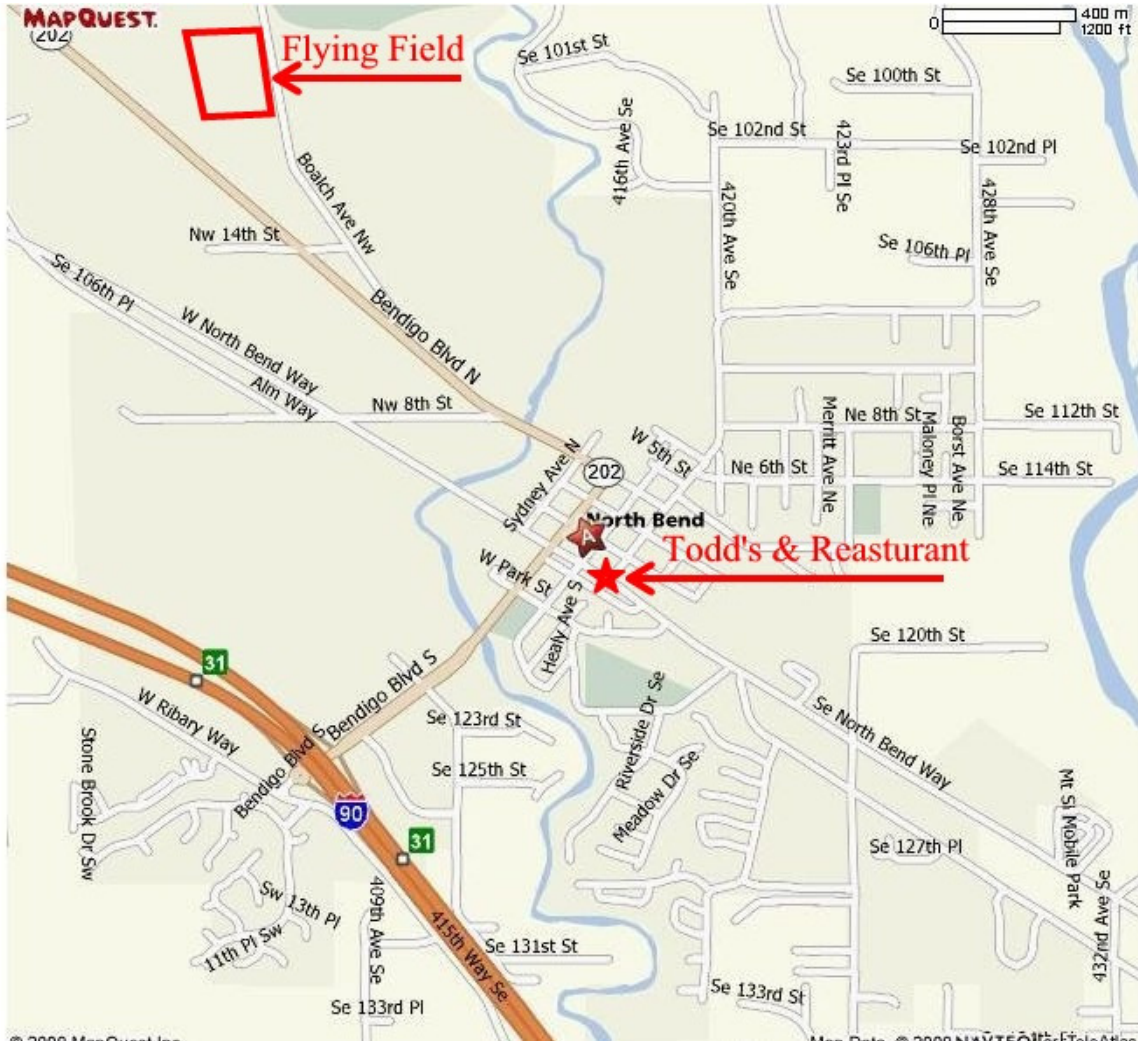 MAPQUEST.
202
Flying Field
0
400 m
1200 ft
Se 101st St
Se 100th St
416th Ave Se
Se 102nd St
423rd Pl Se
Se 102nd Pl
Boalch Ave Nw
420th Ave Se
428th Ave Se
Nw 14th St
Se 106th Pl
Se 106th Pl
W North Bend Way
Bendigo Blvd N
Alm Way
Nw 8th St
Merritt Ave Ne
Ne 8th St
Maloney Pl Ne
Borst Ave Ne
Se 112th St
W 5th St
Sydney Ave N
202
Ne 6th St
Se 114th St
North Bend
A
Todd's & Reasturant
W Park St
Healy Ave S
Se 120th St
31
Bendigo Blvd S
W Ribary Way
Riverside Dr Se
Se North Bend Way
Se 123rd St
Stone Brook Dr Sw
Bendigo Blvd S
Se 125th St
Meadow Dr Se
Mt Si Mobile Park
90
31
Se 127th Pl
Sw 13th Pl
409th Ave Se
415th Way Se
11th Pl Sw
Se 131st St
432nd Ave Se
Se 133rd St
Se 133rd Pl
MapQuest Inc
Map Data © 2008 NAVTEQ
TeleAtlas